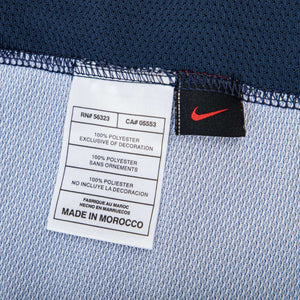 RN# 56323 CA# 05553
100% POLYESTER
EXCLUSIVE OF DECORATION
100% POLYESTER
SANS ORNEMENTS
100% POLIESTER
NO INCLUYE LA DECORACION
FABRIQUE AU MAROC
HECHO EN MARRUECOS
MADE IN MOROCCO